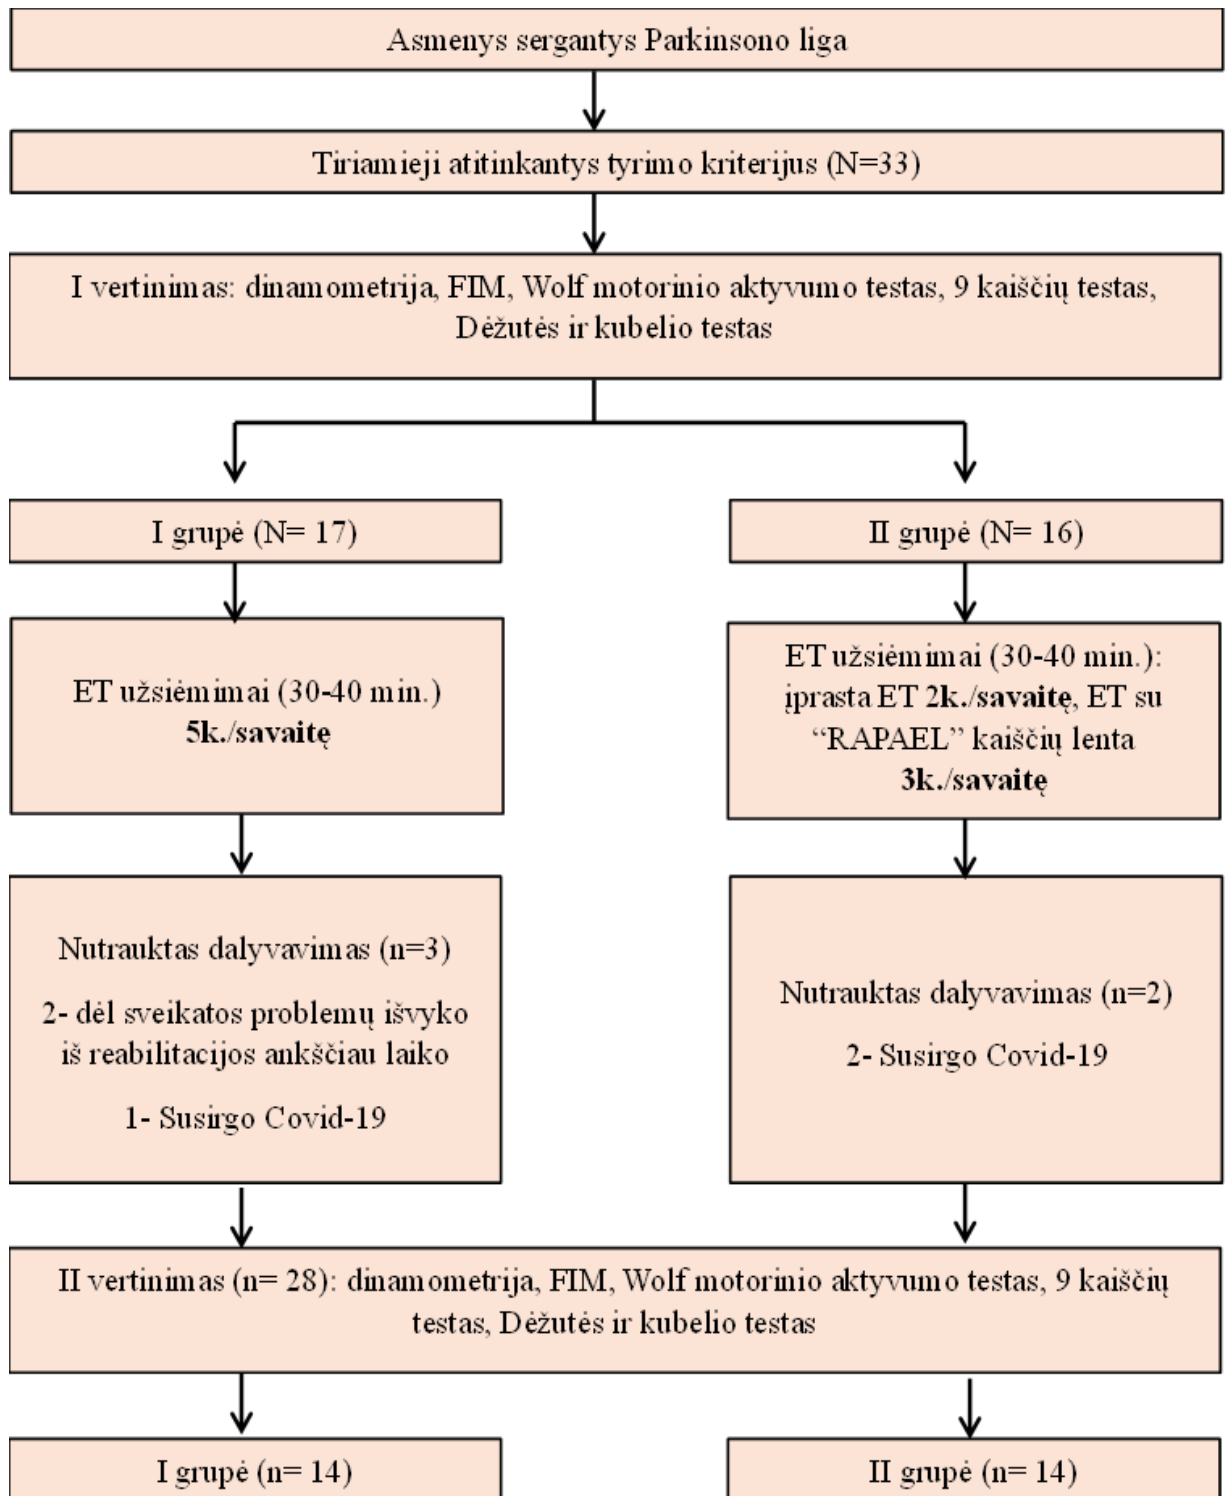 Asmenys sergantys Parkinsono liga
Tiriamieji atitinkantys tyrimo kriterijus (N=33)
I vertinimas: dinamometrija, FIM, Wolf motorinio aktyvumo testas, 9 kaiščių testas,
Dėžutės ir kubelio testas
I grupė (N= 17)
II grupė (N= 16)
ET užsiėmimai (30-40 min.)
5k./savaitę
ET užsiėmimai (30-40 min.):
įprasta ET 2k./savaitę, ET su
“RAPAEL” kaiščių lenta
3k./savaitę
Nutrauktas dalyvavimas (n=3)
2- dėl sveikatos problemų išvyko
iš reabilitacijos ankščiau laiko
1- Susirgo Covid-19
Nutrauktas dalyvavimas (n=2)
2- Susirgo Covid-19
II vertinimas (n= 28): dinamometrija, FIM, Wolf motorinio aktyvumo testas, 9 kaiščių
testas, Dėžutės ir kubelio testas
I grupė (n= 14)
II grupė (n= 14)